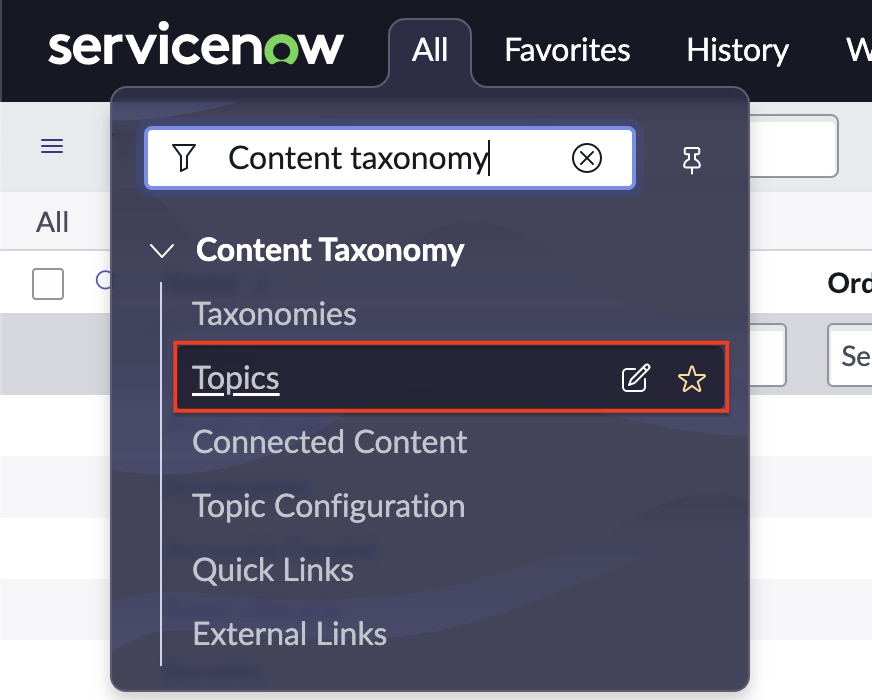 servicenow All Favorites History W
Content taxonomy
All
Content Taxonomy
Ord
Taxonomies
Topics
Se
Connected Content
Topic Configuration
Quick Links
External Links